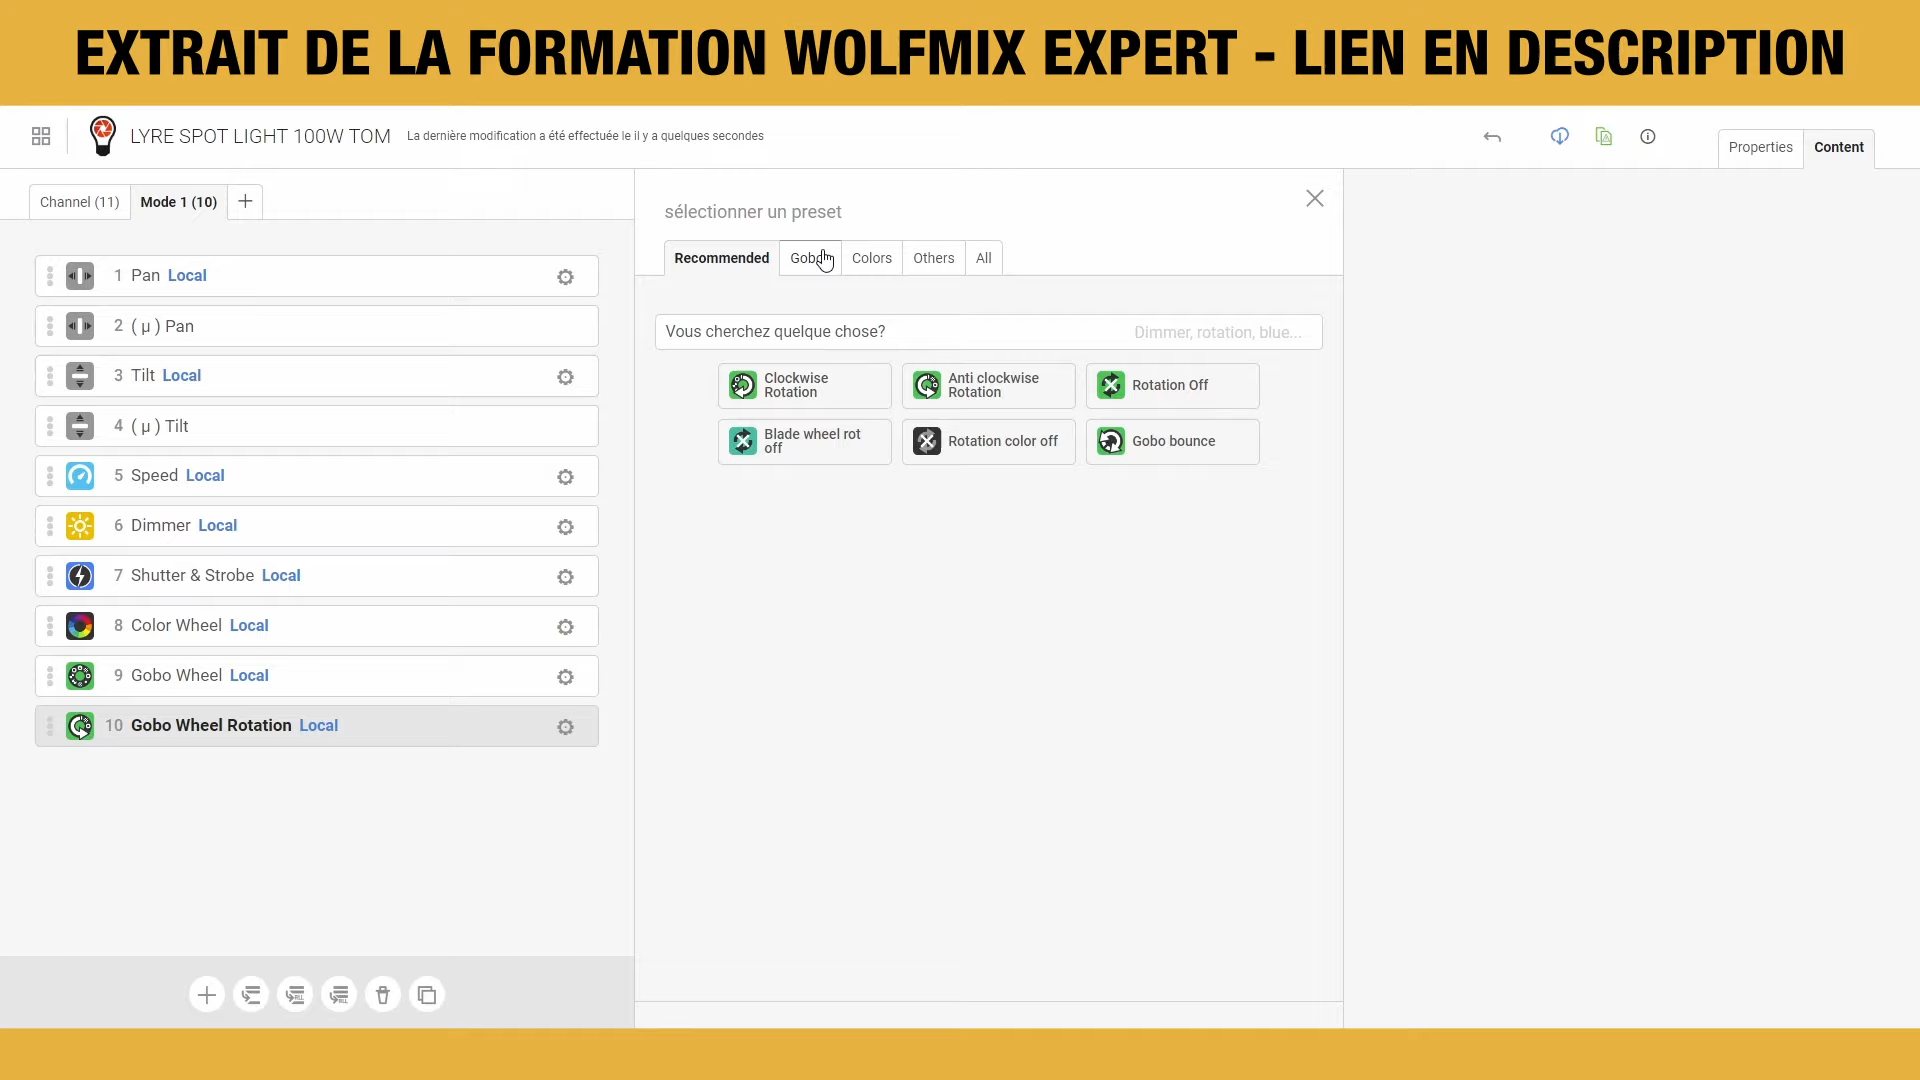 EXTRAIT DE LA FORMATION WOLFMIX EXPERT - LIEN EN DESCRIPTION
LYRE SPOT LIGHT 100W TOM
La dernière modification a été effectuée le il y a quelques secondes
Properties
Content
Channel (11)
Mode 1 (10)
sélectionner un preset
Recommended
Colors
Others
All
Vous cherchez quelque chose?
Dimmer, rotation, blue...
Clockwise
Rotation
Anti clockwise
Rotation
Rotation Off
Blade wheel rot
off
Rotation color off
Gobo bounce
1 Pan Local
2 ( µ ) Pan
3 Tilt Local
4 ( µ ) Tilt
5 Speed Local
6 Dimmer Local
7 Shutter & Strobe Local
8 Color Wheel Local
9 Gobo Wheel Local
10 Gobo Wheel Rotation Local